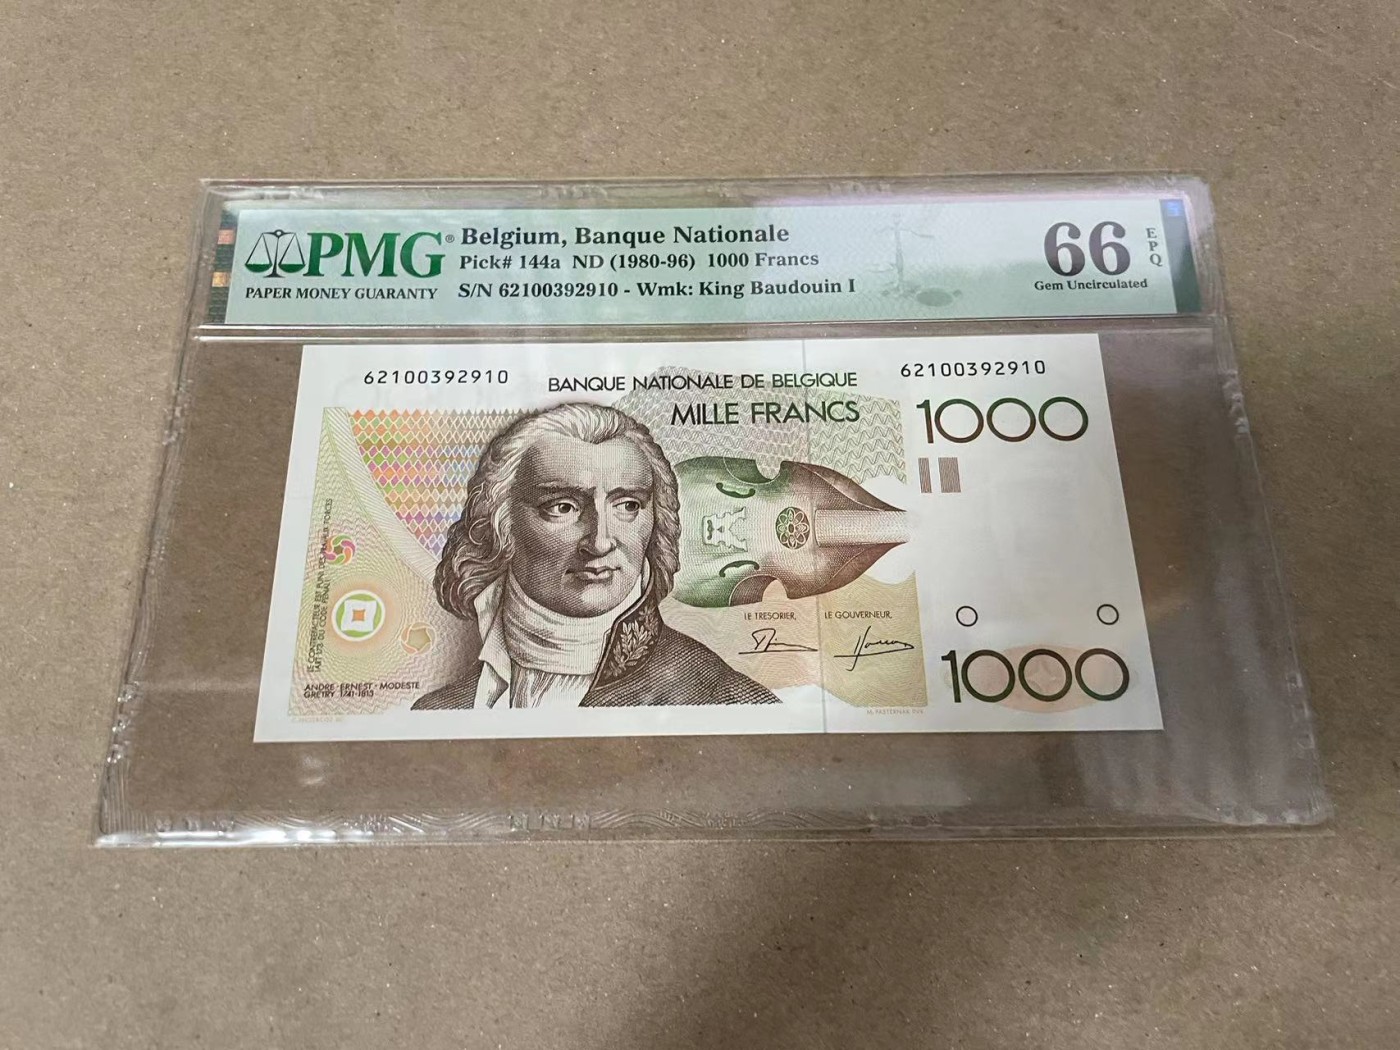 PMG® Belgium, Banque Nationale
Pick# 144a ND (1980-96) 1000 Francs
PAPER MONEY GUARANTY
S/N 62100392910 - Wmk: King Baudouin I
66 EPQ
Gem Uncirculated
62100392910
BANQUE NATIONALE DE BELGIQUE
MILLE FRANCS
62100392910
1000
LE TRESORIER,
LE GOUVERNEUR,
1000
ANDRE · ERNEST · MODESTE
GRETRY 1741-1813